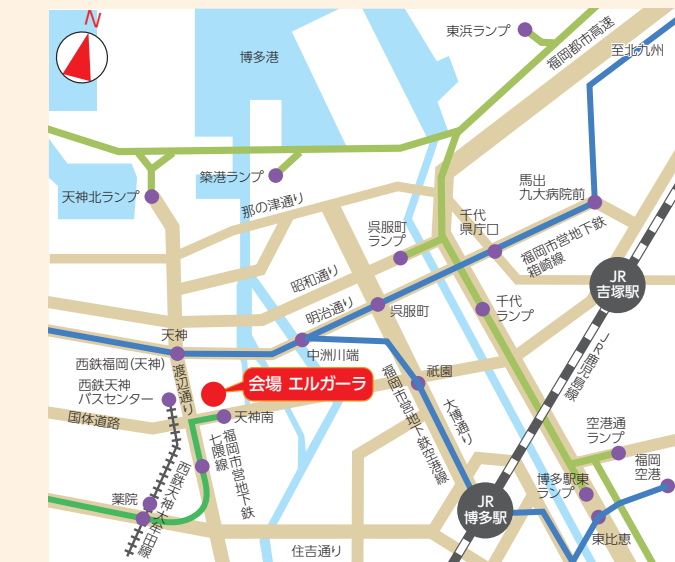 N
博多港
東浜ランプ
福岡都市高速
至北九州
天神北ランプ
築港ランプ
那の津通り
馬出
九大病院前
呉服町
ランプ
千代
県庁口
福岡市営地下鉄
箱崎線
JR
吉塚駅
昭和通り
明治通り
呉服町
千代
ランプ
天神
中洲川端
JR鹿児島線
西鉄福岡(天神)
渡辺通り
西鉄天神
バスセンター
会場 エルガーラ
祇園
国体道路
天神南
福岡市営地下鉄空港線
大博通り
福岡市営地下鉄
七隈線
空港通
ランプ
福岡
空港
西鉄天神大牟田線
薬院
博多駅東
ランプ
JR
博多駅
東比恵
住吉通り